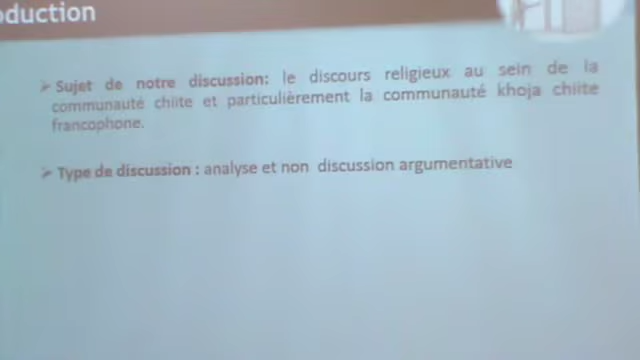 oduction
➤ Sujet de notre discussion: le discours religieux au sein de la
communauté chiite et particulièrement la communauté khoja chiite
francophone.
➤ Type de discussion : analyse et non discussion argumentative